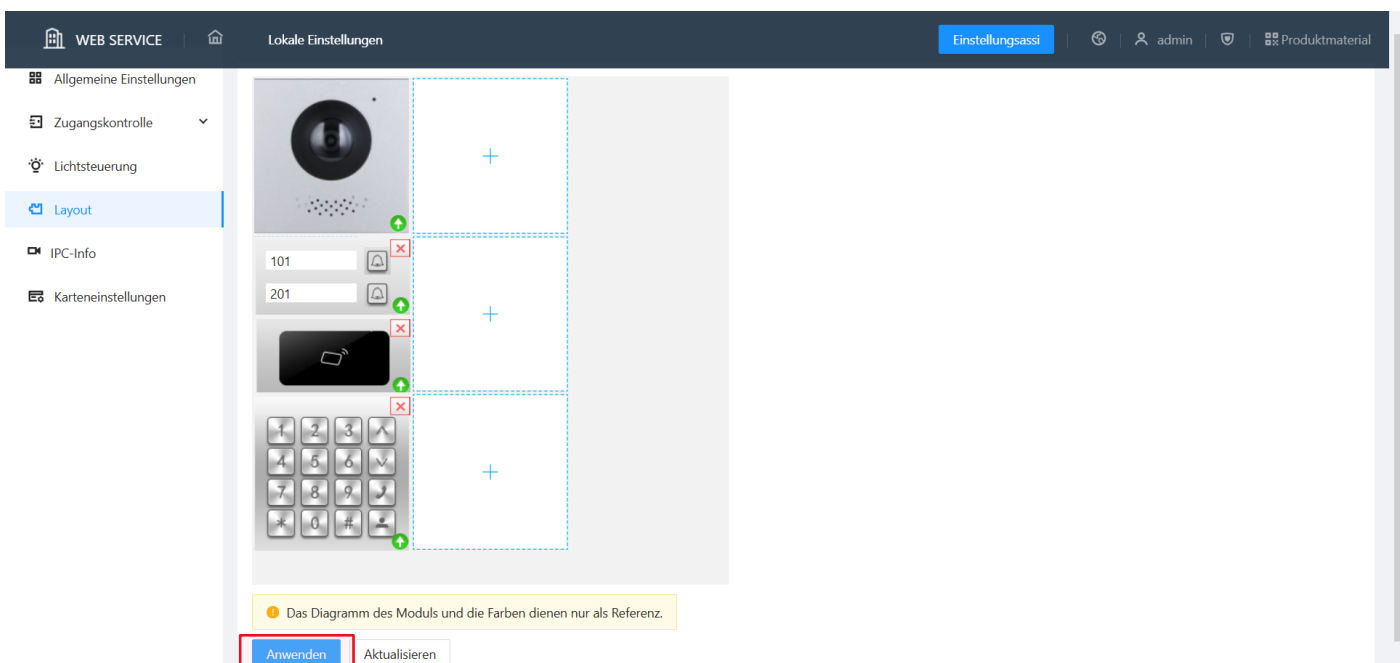 WEB SERVICE
Lokale Einstellungen
Einstellungsassi
admin
Produktmaterial
Allgemeine Einstellungen
Zugangskontrolle
Lichtsteuerung
Layout
IPC-Info
Karteneinstellungen
101
201
1 2 3
4 5 6
7 8 9
* 0 #
Das Diagramm des Moduls und die Farben dienen nur als Referenz.
Anwenden
Aktualisieren